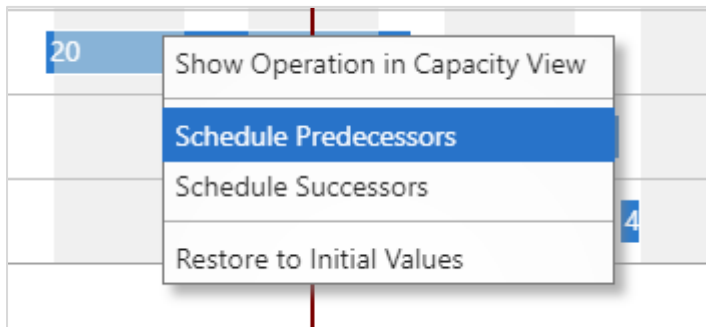 20
Show Operation in Capacity View
Schedule Predecessors
Schedule Successors
4
Restore to Initial Values